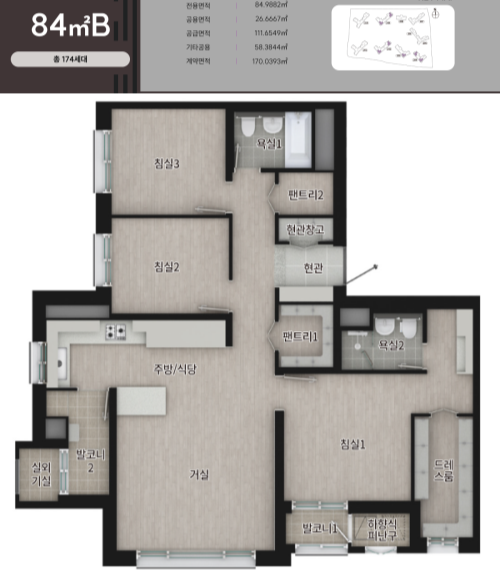 84㎡B
총 174세대
전용면적 84.9882㎡
공용면적 26.6667㎡
공급면적 111.6549㎡
기타공용 58.3844㎡
계약면적 170.0393㎡
침실3
욕실1
팬트리2
현관창고
침실2
현관
팬트리1
욕실2
주방/식당
침실1
거실
발코니
2
실외
기실
드레
스룸
발코니1
하향식
피난구